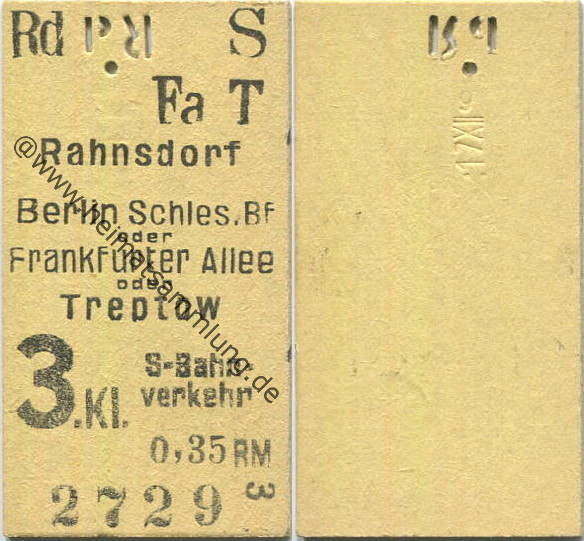 Rd S
Fa T
Rahnsdorf
Berlin Schles. Bf
oder
Frankfurter Allee
oder
Treptow
3.Kl. S-Bahn
verkehr
0,35 RM
3
2729
@www.heimatsammlung.de